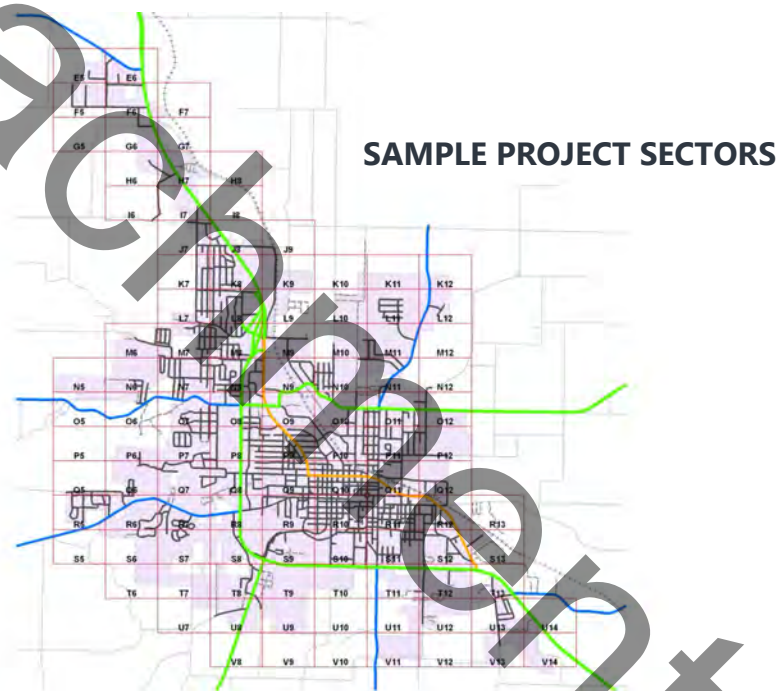 SAMPLE PROJECT SECTORS
E5 E6
F5 F6 F7
G5 G6 G7
H6 H7 H8
I6 I7 I8
J7 J8 J9
K7 K8 K9 K10 K11 K12
L7 L8 L9 L10 L11 L12
M6 M7 M8 M9 M10 M11 M12
N5 N6 N7 N8 N9 N10 N11 N12
O5 O6 O7 O8 O9 O10 O11 O12
P5 P6 P7 P8 P9 P10 P11 P12
Q5 Q6 Q7 Q8 Q9 Q10 Q11 Q12
R5 R6 R7 R8 R9 R10 R11 R12 R13
S5 S6 S7 S8 S9 S10 S11 S12 S13
T6 T7 T8 T9 T10 T11 T12 T13
U7 U8 U9 U10 U11 U12 U13 U14
V8 V9 V10 V11 V12 V13 V14
achment